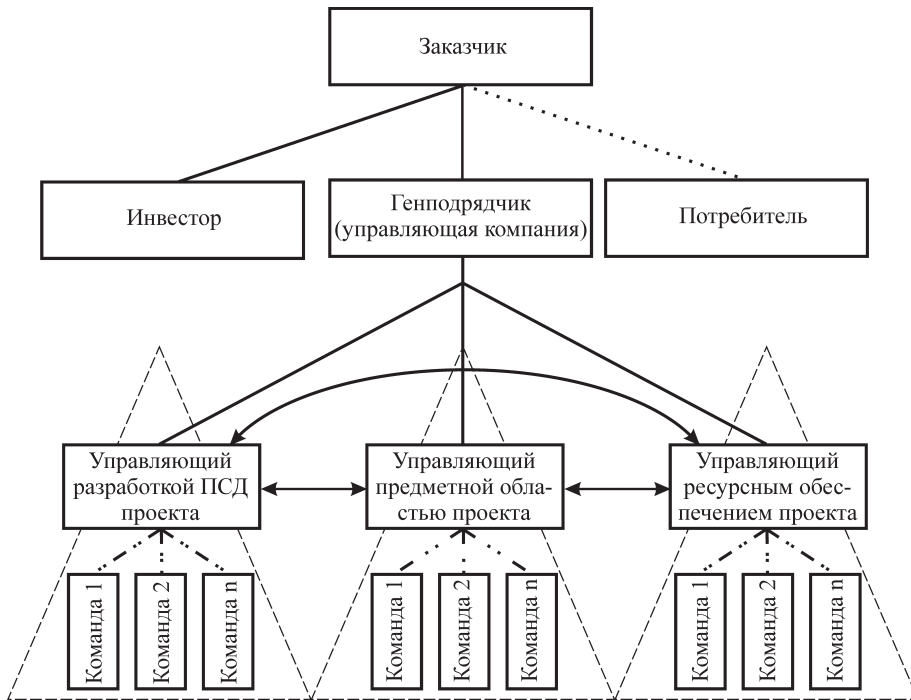 Заказчик
Инвестор
Генподрядчик
(управляющая компания)
Потребитель
Управляющий
разработкой ПСД
проекта
Управляющий
предметной обла-
стью проекта
Управляющий
ресурсным обес-
печением проекта
Команда 1
Команда 2
Команда n
Команда 1
Команда 2
Команда n
Команда 1
Команда 2
Команда n